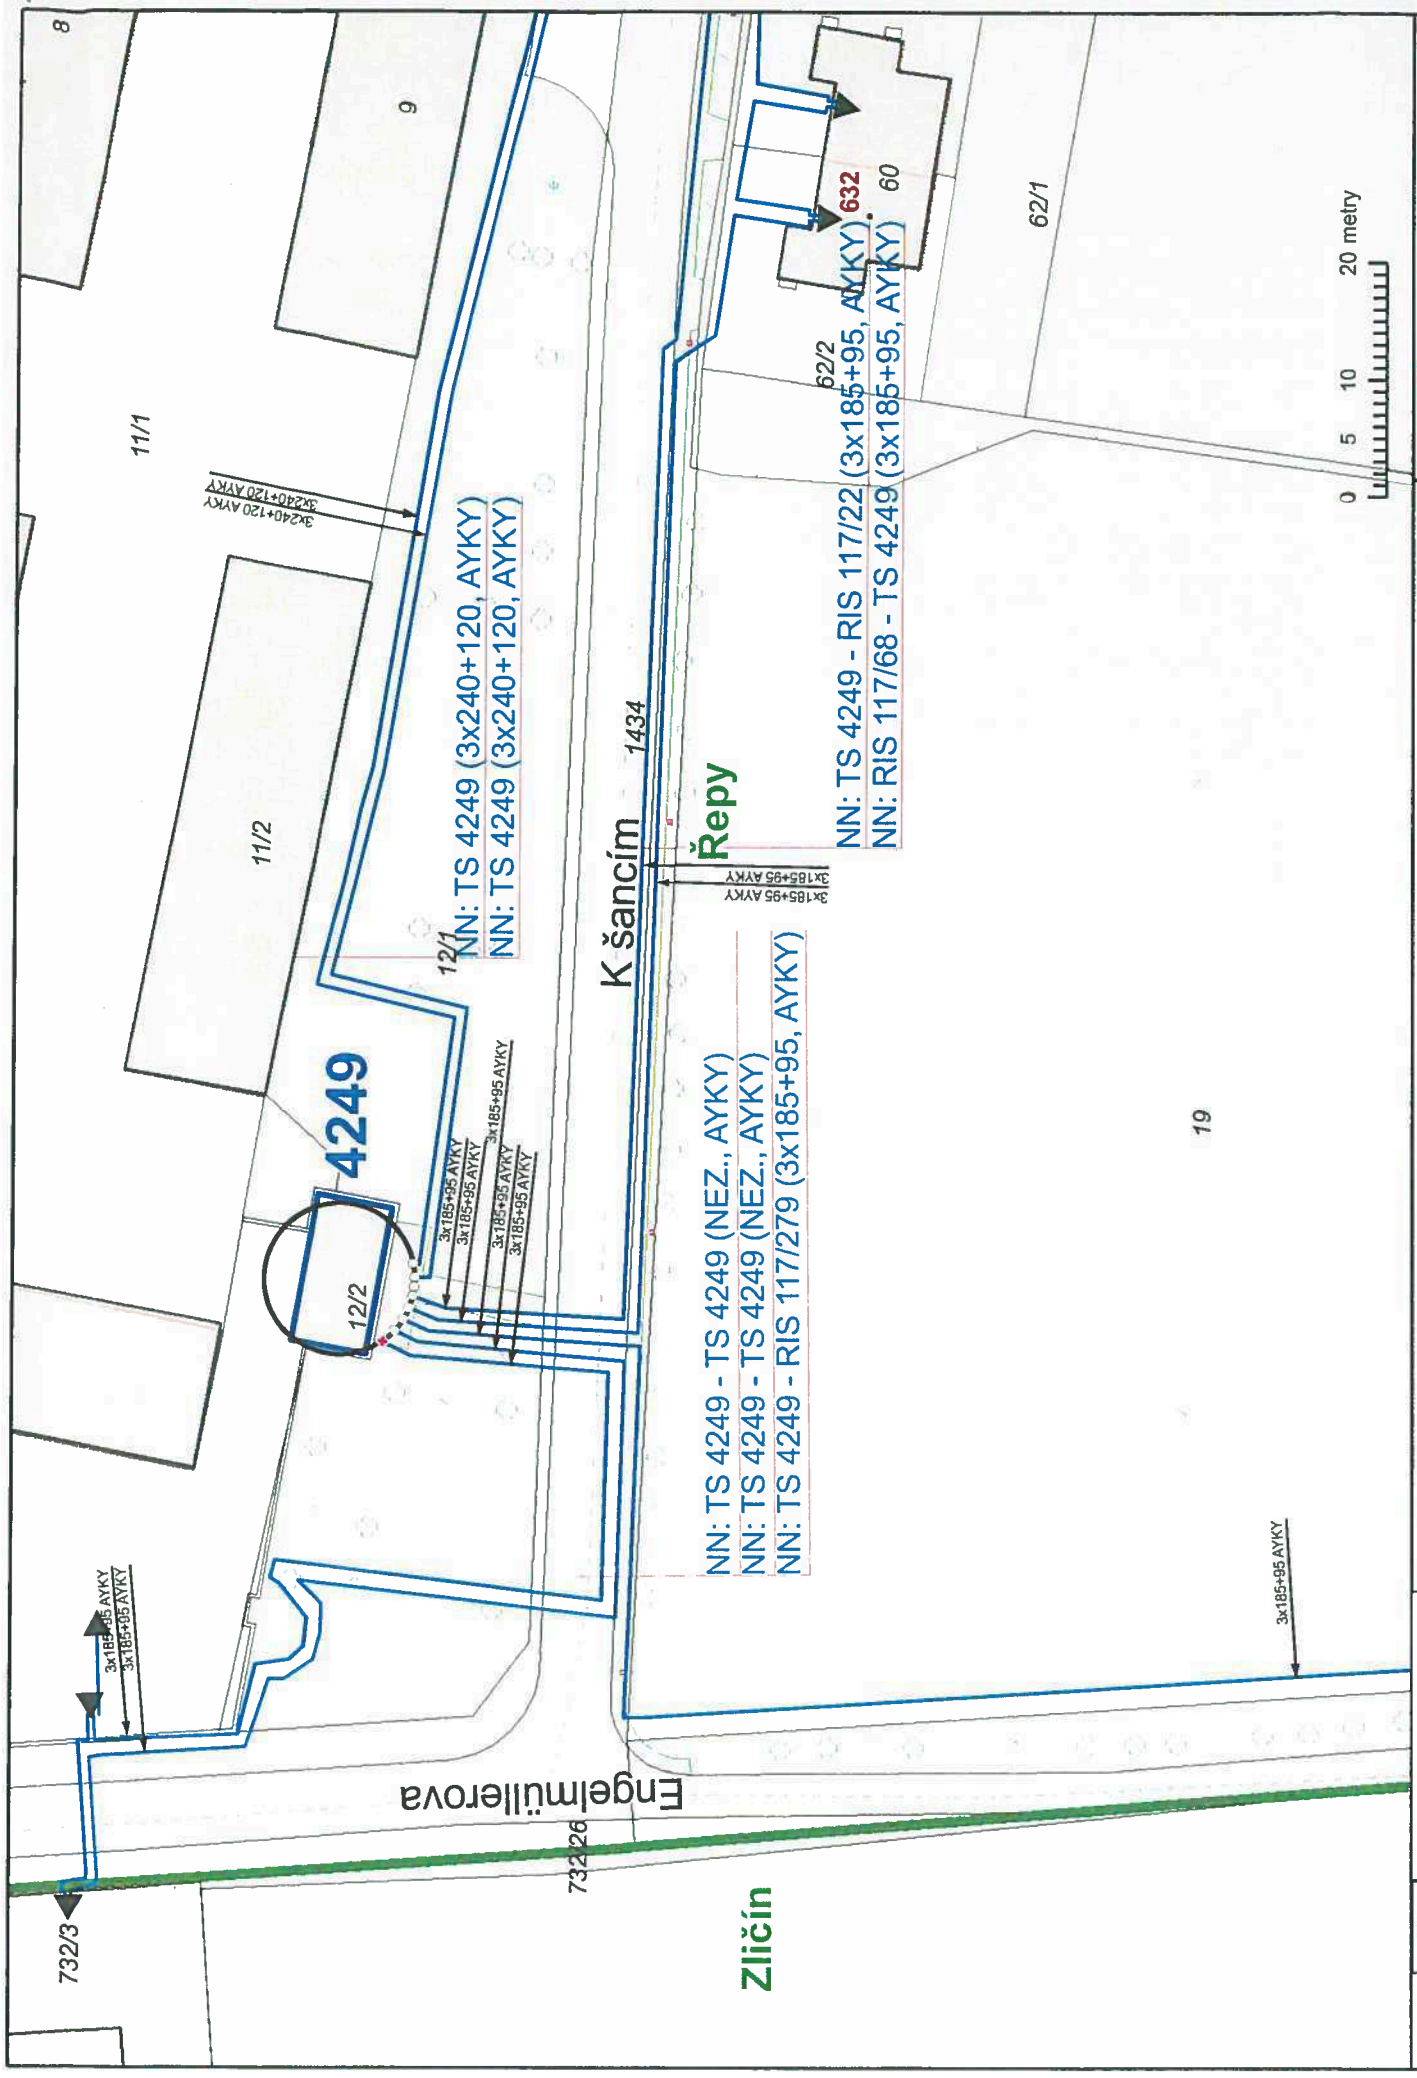 8
9
11/1
3x240+120 AYKY
3x240+120 AYKY
11/2
12/1
NN: TS 4249 (3x240+120, AYKY)
NN: TS 4249 (3x240+120, AYKY)
4249
12/2
3x185+95 AYKY
3x185+95 AYKY
3x185+95 AYKY
3x185+95 AYKY
3x185+95 AYKY
3x185+95 AYKY
3x185+95 AYKY
732/3
K šancím
1434
Řepy
3x185+95 AYKY
3x185+95 AYKY
632
60
62/1
62/2
NN: TS 4249 - RIS 117/22 (3x185+95, AYKY)
NN: RIS 117/68 - TS 4249 (3x185+95, AYKY)
NN: TS 4249 - TS 4249 (NEZ., AYKY)
NN: TS 4249 - TS 4249 (NEZ., AYKY)
NN: TS 4249 - RIS 117/279 (3x185+95, AYKY)
Engelmüllerova
732/26
Zličín
19
3x185+95 AYKY
0 5 10 20 metry